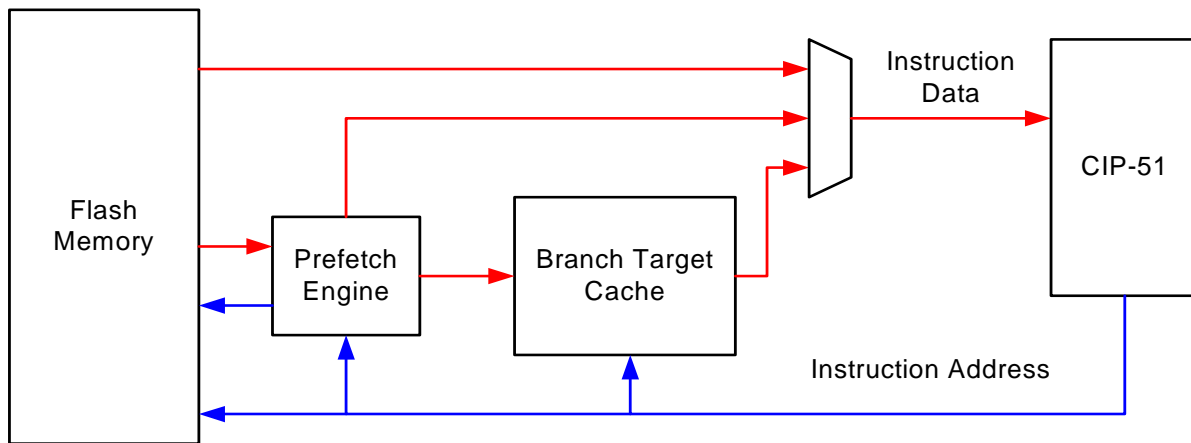 Flash
Memory
Prefetch
Engine
Branch Target
Cache
Instruction
Data
CIP-51
Instruction Address